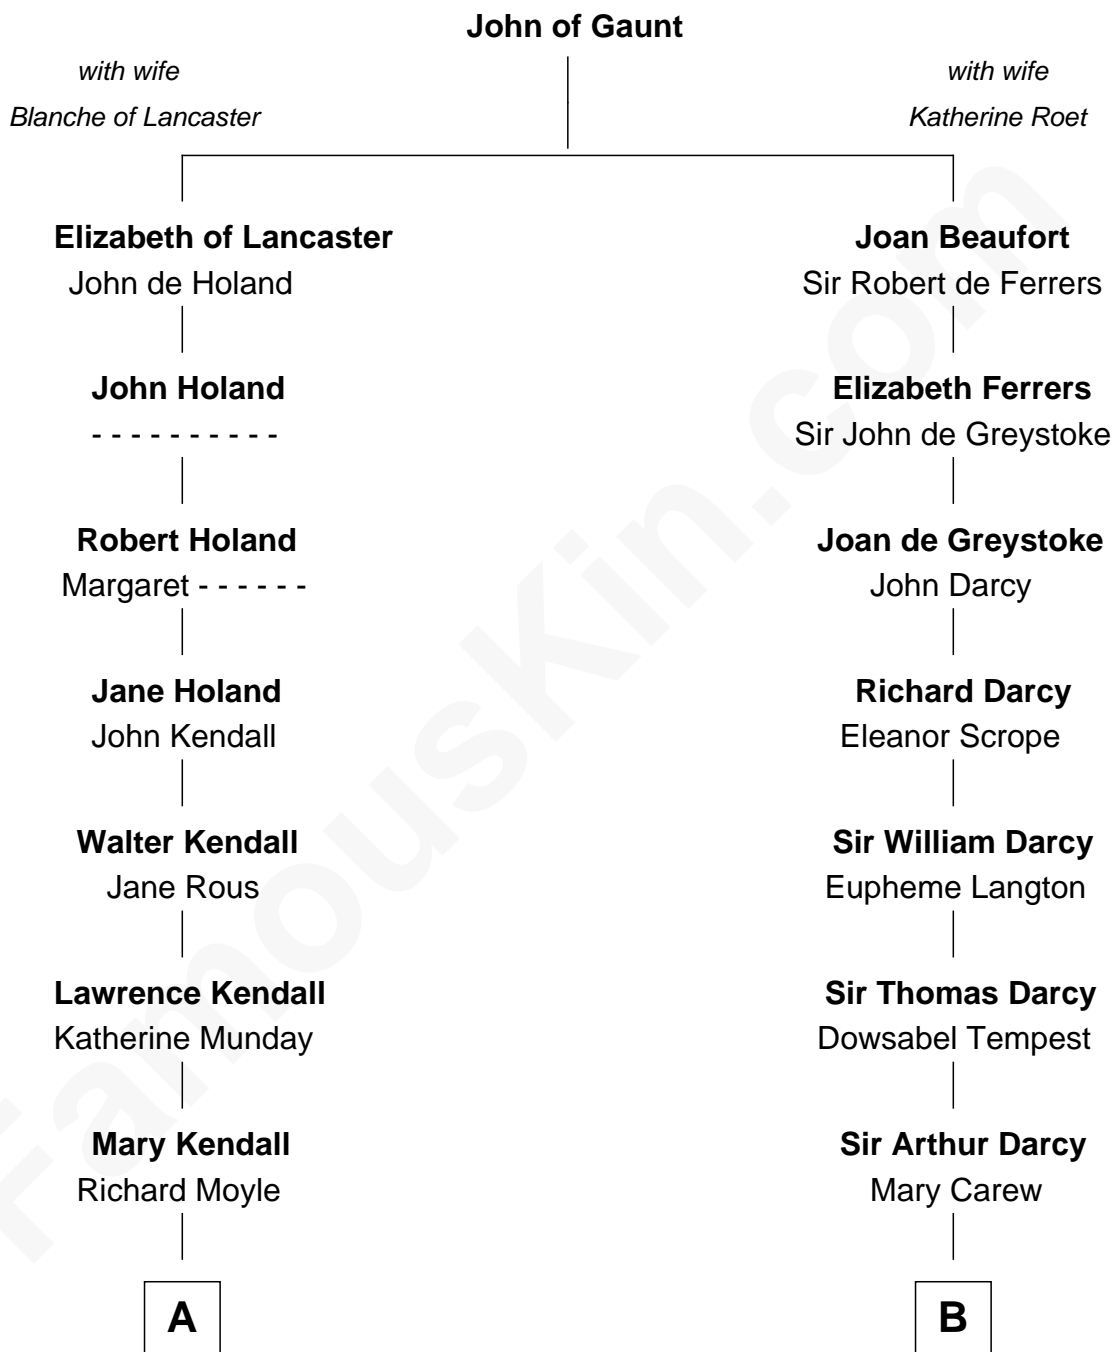 John of Gaunt
with wife
Blanche of Lancaster
with wife
Katherine Roet
Elizabeth of Lancaster
John de Holand
Joan Beaufort
Sir Robert de Ferrers
John Holand
- - - - - - - - - -
Elizabeth Ferrers
Sir John de Greystoke
Robert Holand
Margaret - - - - - -
Joan de Greystoke
John Darcy
Jane Holand
John Kendall
Richard Darcy
Eleanor Scrope
Walter Kendall
Jane Rous
Sir William Darcy
Eupheme Langton
Lawrence Kendall
Katherine Munday
Sir Thomas Darcy
Dowsabel Tempest
Mary Kendall
Richard Moyle
Sir Arthur Darcy
Mary Carew
A
B
FamousKin.com